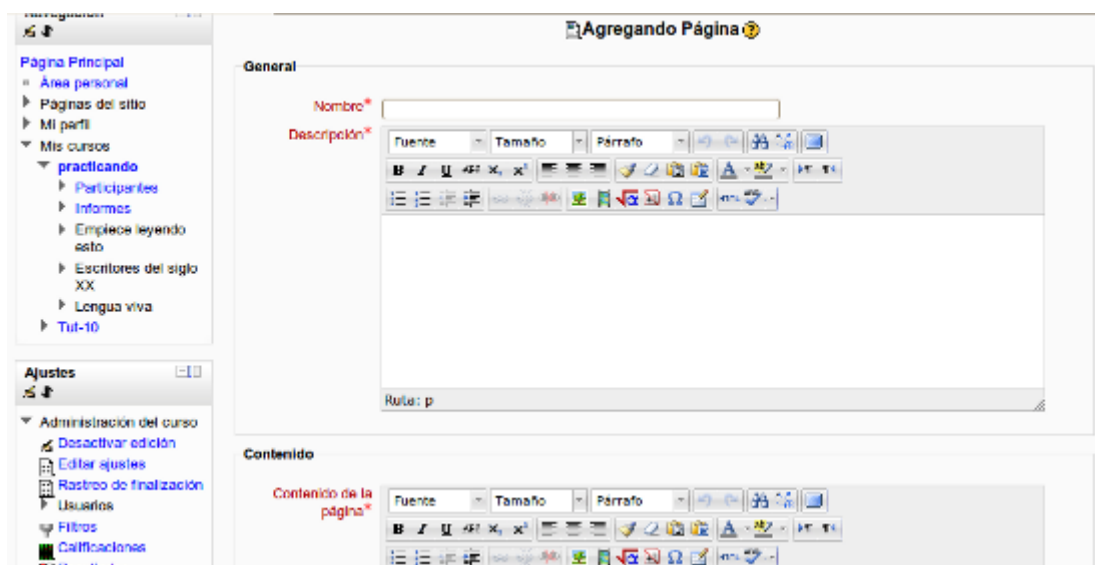 Navegación
Agregando Página
Página Principal
Área personal
Páginas del sitio
Mi perfil
Mis cursos
practicando
Participantes
Informes
Empiece leyendo
esto
Escritores del siglo
XX
Lengua viva
Tut-10
Ajustes
Administración del curso
Desactivar edición
Editar ajustes
Rastreo de finalización
Usuarios
Filtros
Calificaciones
General
Nombre*
Descripción*
Fuente Tamaño Párrafo
Ruta: p
Contenido
Contenido de la
página*
Fuente Tamaño Párrafo